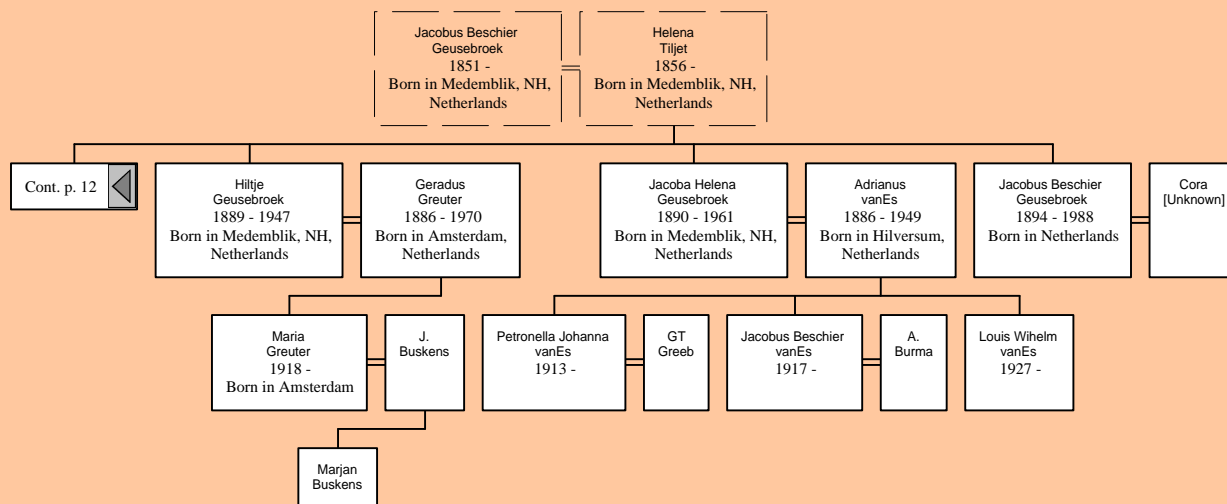 Jacobus Beschier
Geusebroek
1851 -
Born in Medemblik, NH,
Netherlands
Helena
Tiljet
1856 -
Born in Medemblik, NH,
Netherlands
Cont. p. 12
Hiltje
Geusebroek
1889 - 1947
Born in Medemblik, NH,
Netherlands
Geradus
Greuter
1886 - 1970
Born in Amsterdam,
Netherlands
Jacoba Helena
Geusebroek
1890 - 1961
Born in Medemblik, NH,
Netherlands
Adrianus
vanEs
1886 - 1949
Born in Hilversum,
Netherlands
Jacobus Beschier
Geusebroek
1894 - 1988
Born in Netherlands
Cora
[Unknown]
Maria
Greuter
1918 -
Born in Amsterdam
J.
Buskens
Petronella Johanna
vanEs
1913 -
GT
Greeb
Jacobus Beschier
vanEs
1917 -
A.
Burma
Louis Wihelm
vanEs
1927 -
Marjan
Buskens